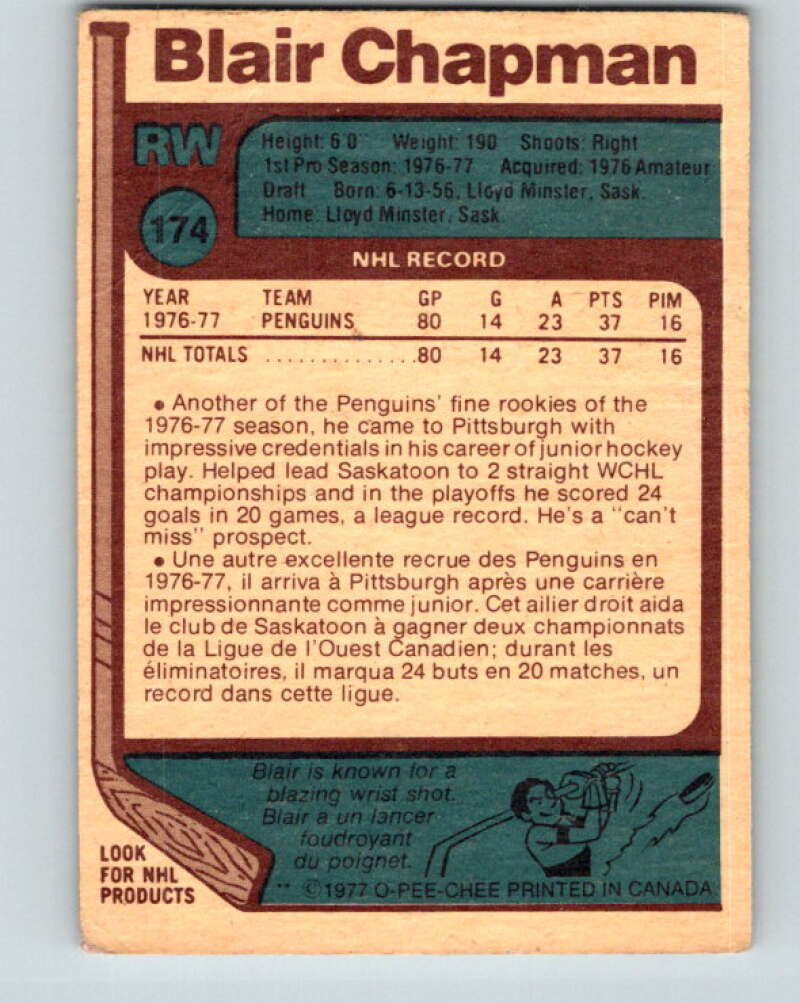 Blair Chapman
RW
174
Height: 6'0" Weight: 190 Shoots: Right
1st Pro Season: 1976-77 Acquired: 1976 Amateur
Draft Born: 6-13-56, Lloyd Minster, Sask.
Home: Lloyd Minster, Sask.
NHL RECORD
YEAR TEAM GP G A PTS PIM
1976-77 PENGUINS 80 14 23 37 16
NHL TOTALS ..............80 14 23 37 16
• Another of the Penguins' fine rookies of the
1976-77 season, he came to Pittsburgh with
impressive credentials in his career of junior hockey
play. Helped lead Saskatoon to 2 straight WCHL
championships and in the playoffs he scored 24
goals in 20 games, a league record. He's a "can't
miss" prospect.
• Une autre excellente recrue des Penguins en
1976-77, il arriva à Pittsburgh après une carrière
impressionnante comme junior. Cet ailier droit aida
le club de Saskatoon à gagner deux championnats
de la Ligue de l'Ouest Canadien; durant les
éliminatoires, il marqua 24 buts en 20 matches, un
record dans cette ligue.
Blair is known for a
blazing wrist shot.
Blair a un lancer
foudroyant
du poignet.
LOOK
FOR NHL
PRODUCTS
** ©1977 O-PEE-CHEE PRINTED IN CANADA